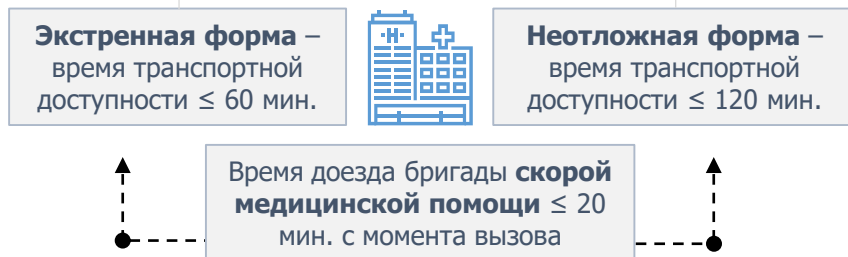 Экстренная форма –
время транспортной
доступности ≤ 60 мин.
·H·
Неотложная форма –
время транспортной
доступности ≤ 120 мин.
Время доезда бригады скорой
медицинской помощи ≤ 20
мин. с момента вызова